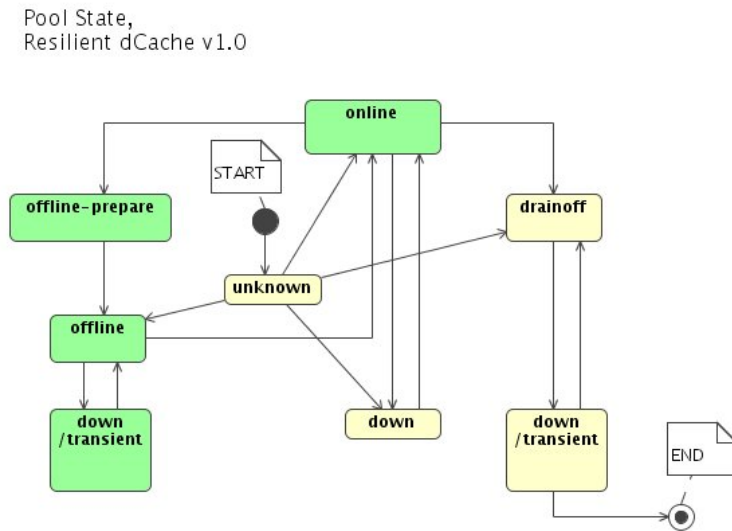 Pool State,
Resilient dCache v1.0
online
START
offline-prepare
drainoff
unknown
offline
down
/transient
down
down
/transient
END